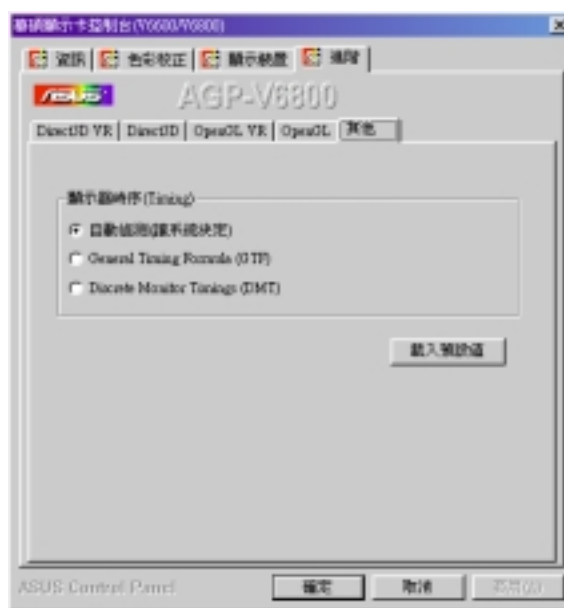 華碩顯示卡控制台(V6600/V6800)
資訊 色彩校正 顯示裝置 進階
ASUS AGP-V6800
Direct3D VR Direct3D OpenGL VR OpenGL 其他
顯示器時序(Timing)
自動偵測(讓系統決定)
General Timing Formula (GTF)
Discrete Monitor Timings (DMT)
載入預設值
ASUS Control Panel 確定 取消 套用(A)